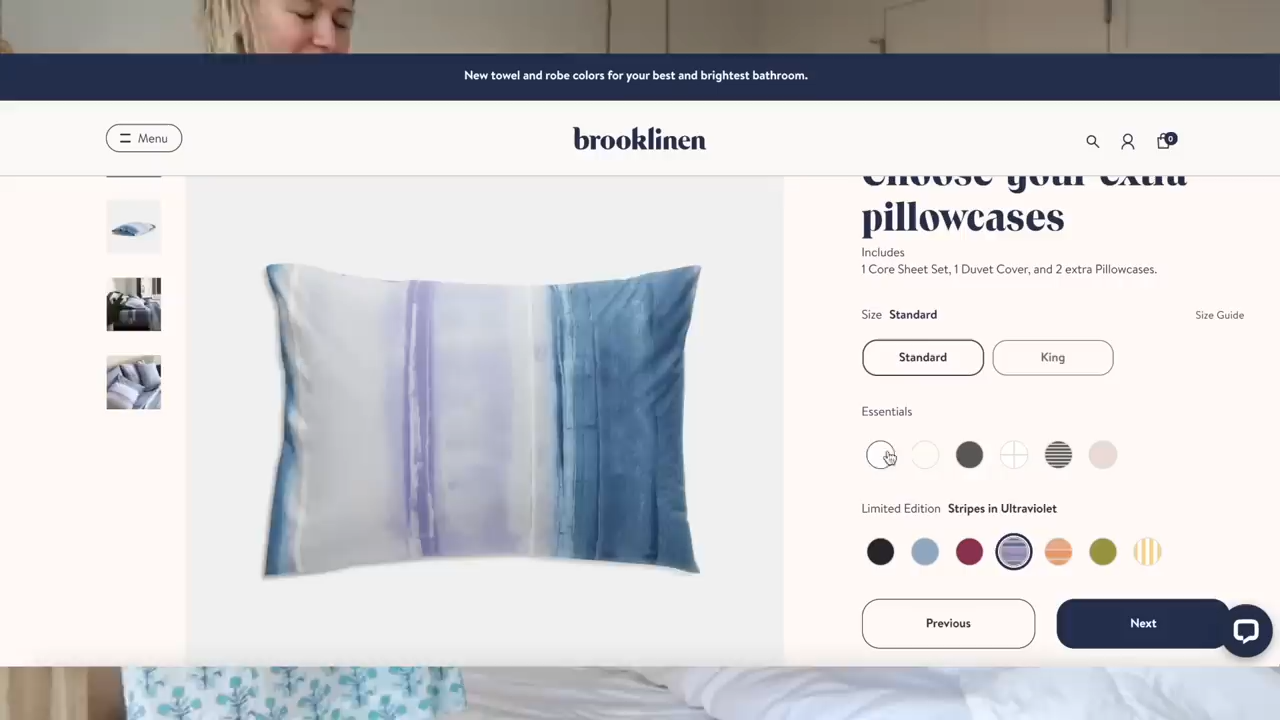 New towel and robe colors for your best and brightest bathroom.
Menu
brooklinen
0
Choose your extra
pillowcases
Includes
1 Core Sheet Set, 1 Duvet Cover, and 2 extra Pillowcases.
Size Standard
Size Guide
Standard
King
Essentials
Limited Edition Stripes in Ultraviolet
Previous
Next